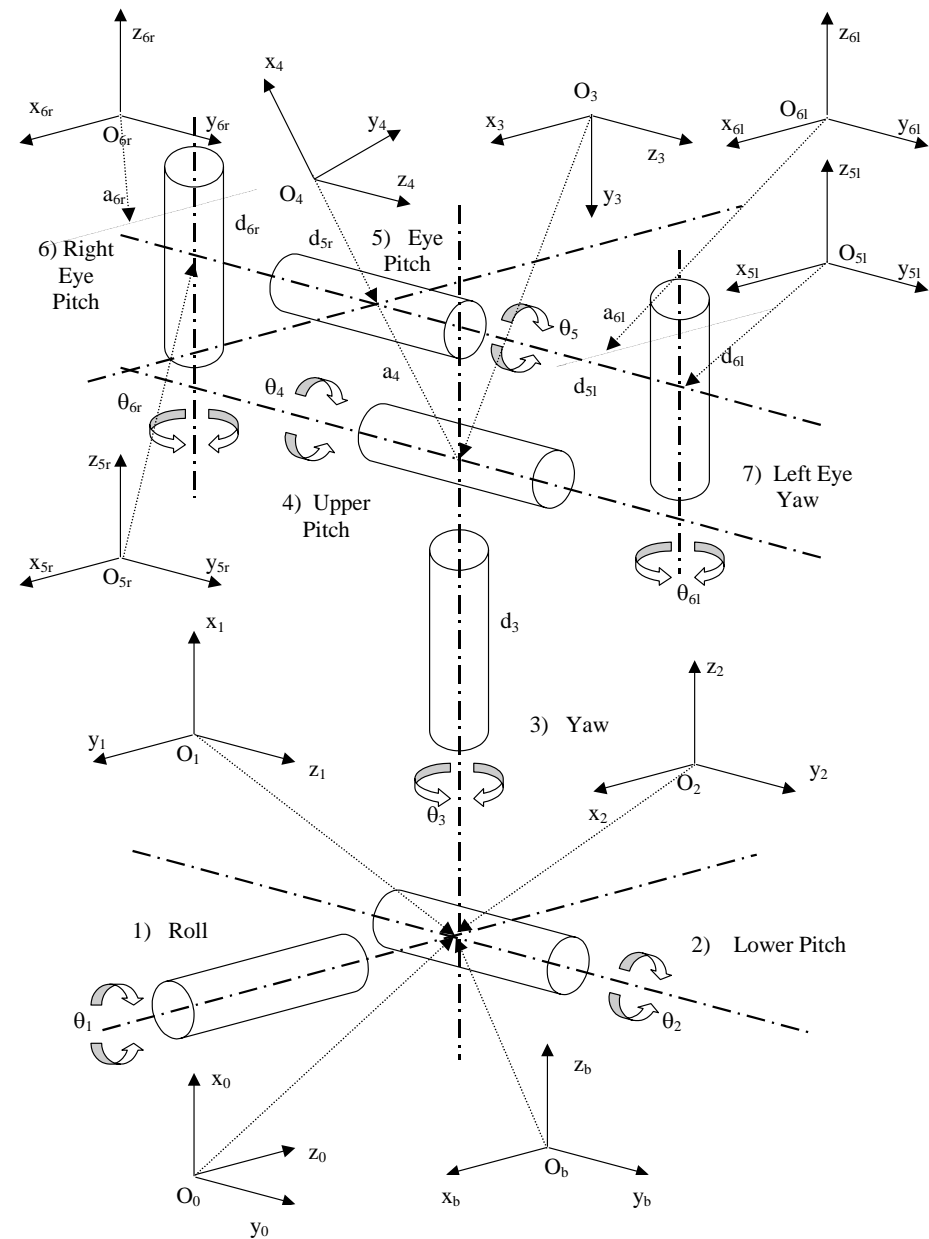 z6r
x4
O3
z6l
x6r
O6r
y6r
y4
x3
z3
O6l
x6l
y6l
a6r
d6r
O4
z4
y3
z5l
6) Right
Eye
Pitch
d5r
5) Eye
Pitch
O5l
x5l
y5l
θ5
a6l
d6l
θ6r
θ4
a4
d5l
z5r
4) Upper
Pitch
7) Left Eye
Yaw
x5r
O5r
y5r
θ6l
x1
d3
z2
3) Yaw
y1
O1
z1
O2
y2
θ3
x2
1) Roll
2) Lower Pitch
θ1
θ2
x0
zb
z0
O0
y0
Ob
xb
yb